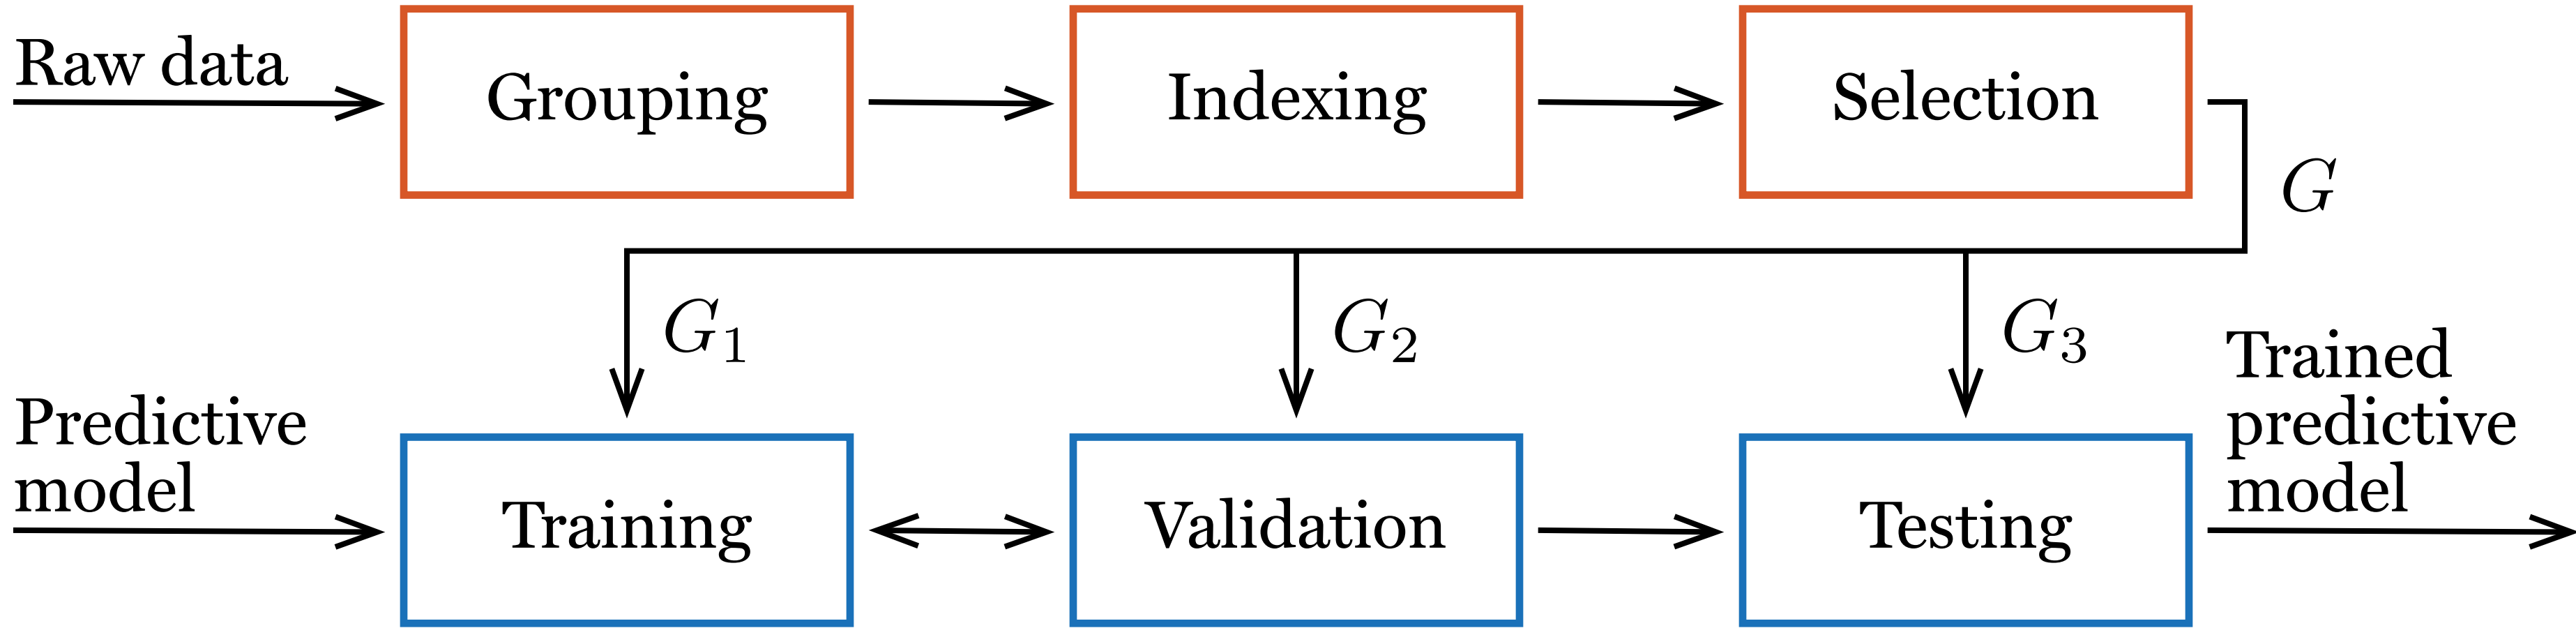 Raw data
Grouping
Indexing
Selection
G
G₁
G₂
G₃
Predictive
model
Training
Validation
Testing
Trained
predictive
model